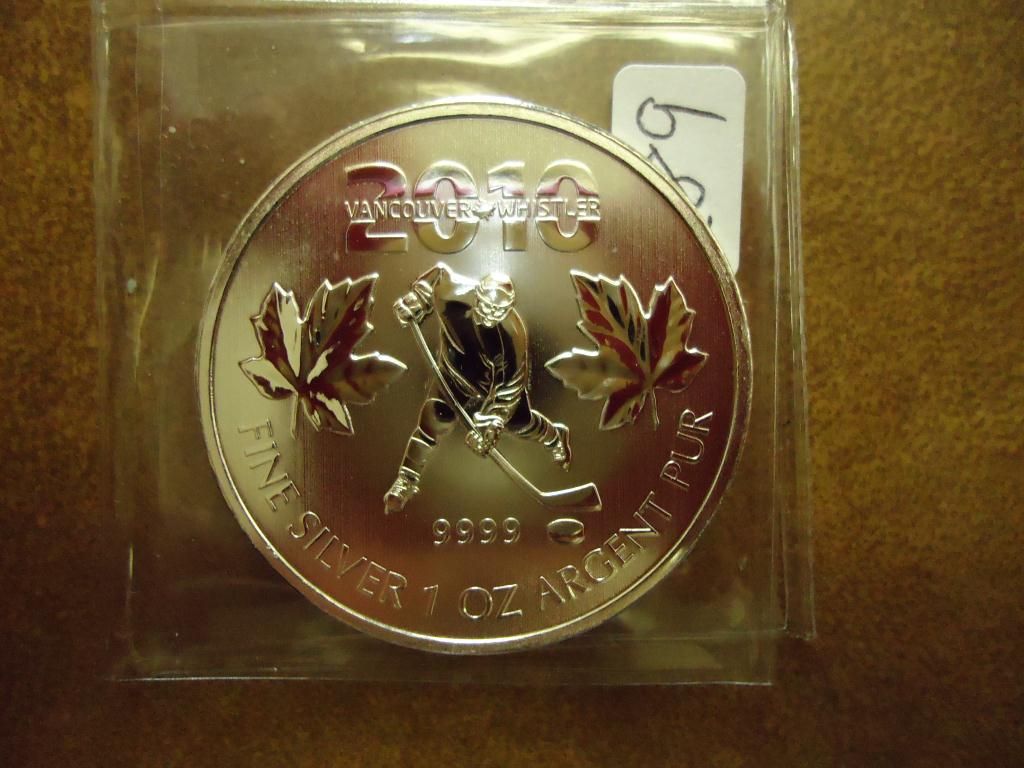 2010
VANCOUVER WHISTLER
9999
FINE SILVER 1 OZ ARGENT PUR